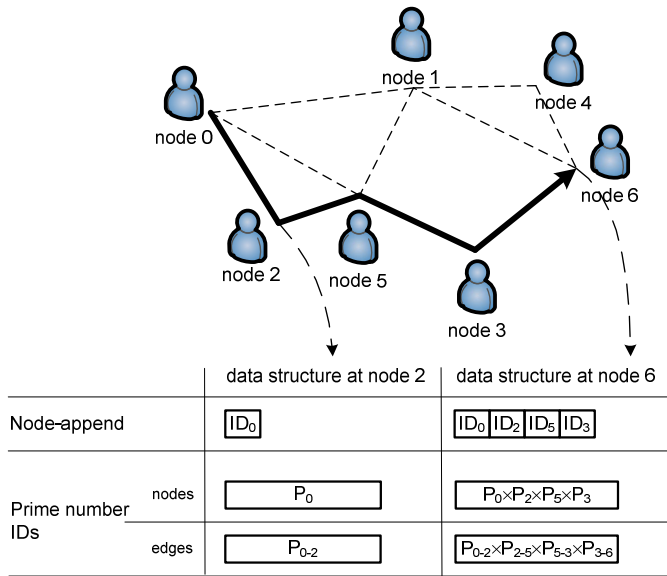 node 1
node 4
node 0
node 6
node 2
node 5
node 3
data structure at node 2
data structure at node 6
Node-append
ID₀
ID₀ ID₂ ID₅ ID₃
Prime number IDs
nodes
P₀
P₀×P₂×P₅×P₃
edges
P₀₋₂
P₀₋₂×P₂₋₅×P₅₋₃×P₃₋₆